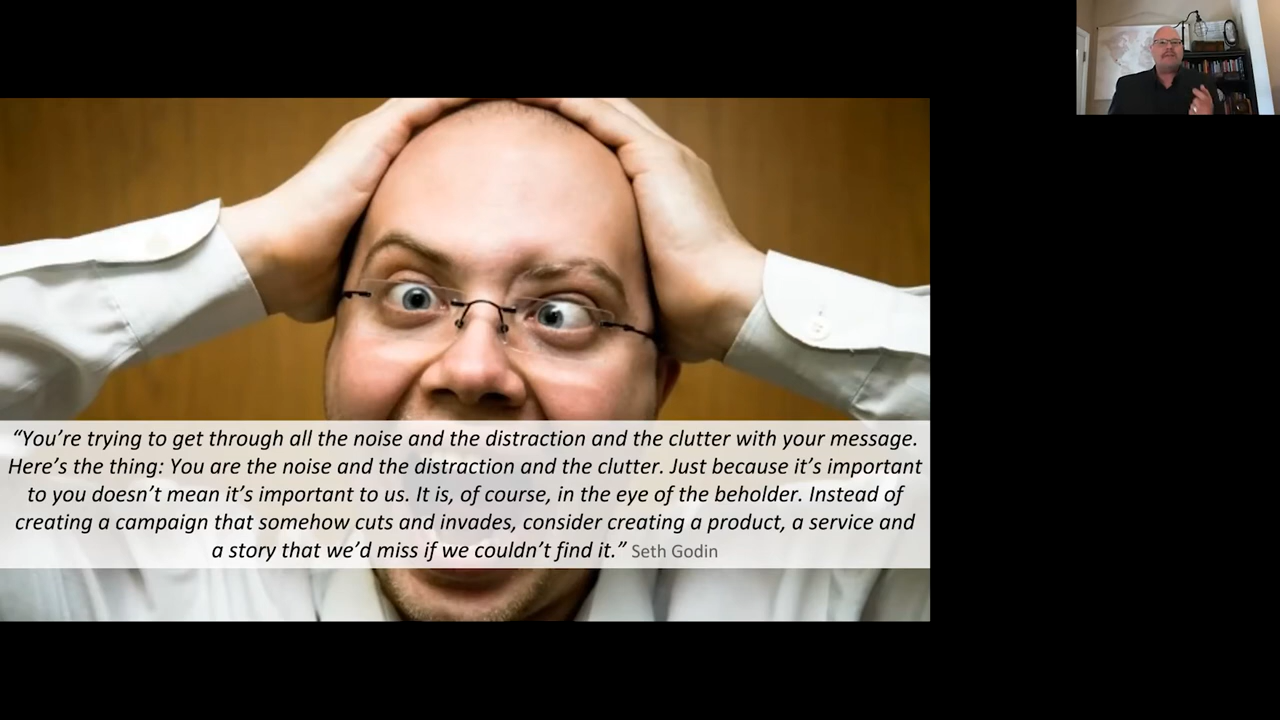 “You’re trying to get through all the noise and the distraction and the clutter with your message.
Here’s the thing: You are the noise and the distraction and the clutter. Just because it’s important
to you doesn’t mean it’s important to us. It is, of course, in the eye of the beholder. Instead of
creating a campaign that somehow cuts and invades, consider creating a product, a service and
a story that we’d miss if we couldn’t find it.” Seth Godin